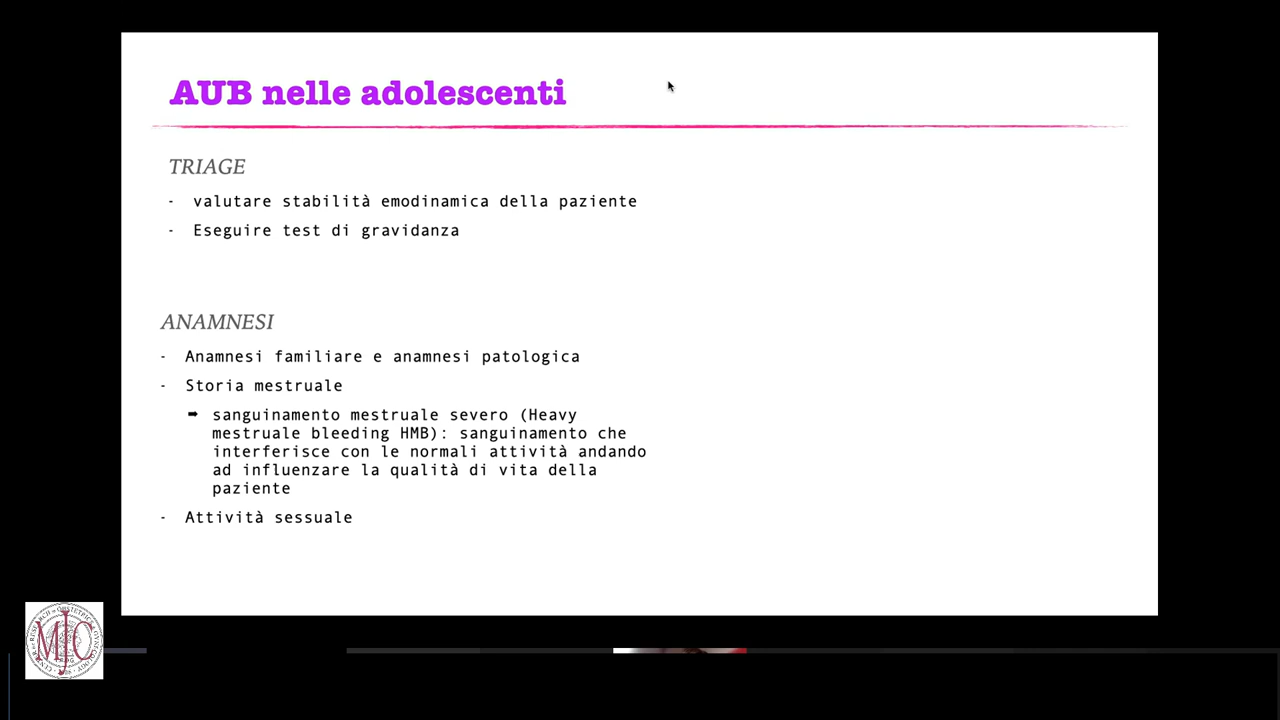 AUB nelle adolescenti
TRIAGE
- valutare stabilità emodinamica della paziente
- Eseguire test di gravidanza
ANAMNESI
- Anamnesi familiare e anamnesi patologica
- Storia mestruale
➡ sanguinamento mestruale severo (Heavy
mestruale bleeding HMB): sanguinamento che
interferisce con le normali attività andando
ad influenzare la qualità di vita della
paziente
- Attività sessuale
MJC